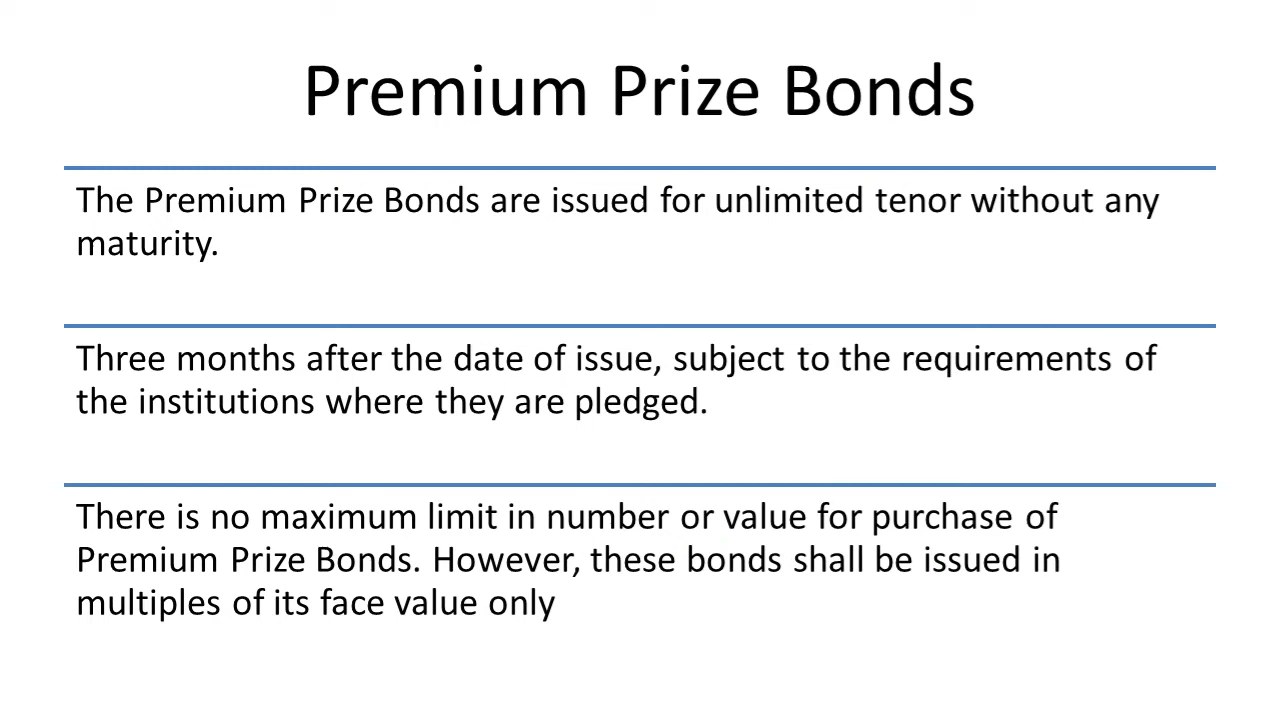 Premium Prize Bonds
The Premium Prize Bonds are issued for unlimited tenor without any
maturity.
Three months after the date of issue, subject to the requirements of
the institutions where they are pledged.
There is no maximum limit in number or value for purchase of
Premium Prize Bonds. However, these bonds shall be issued in
multiples of its face value only